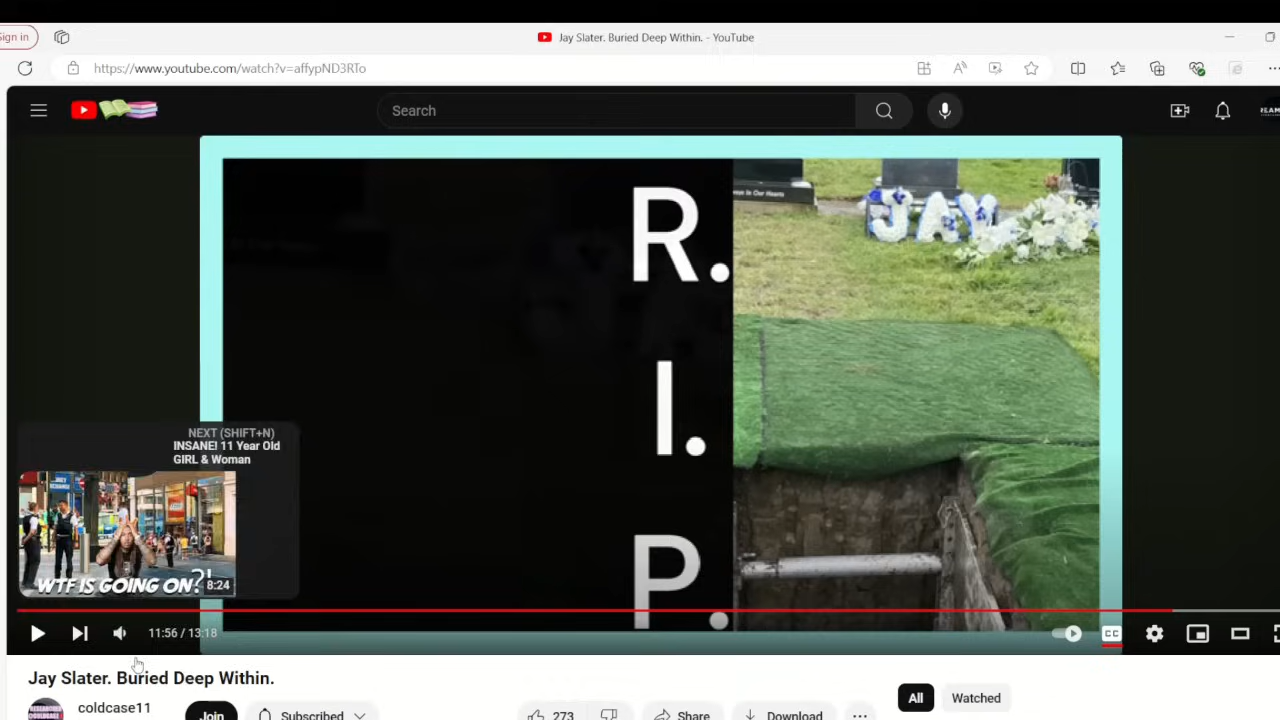 Sign in
Jay Slater. Buried Deep Within. - YouTube
https://www.youtube.com/watch?v=affypND3RTo
Search
R.
I.
P.
JAY
NEXT (SHIFT+N)
INSANE! 11 Year Old
GIRL & Woman
WTF IS GOING ON?!
8:24
11:56 / 13:18
CC
Jay Slater. Buried Deep Within.
coldcase11
Join
Subscribed
273
Share
Download
All
Watched